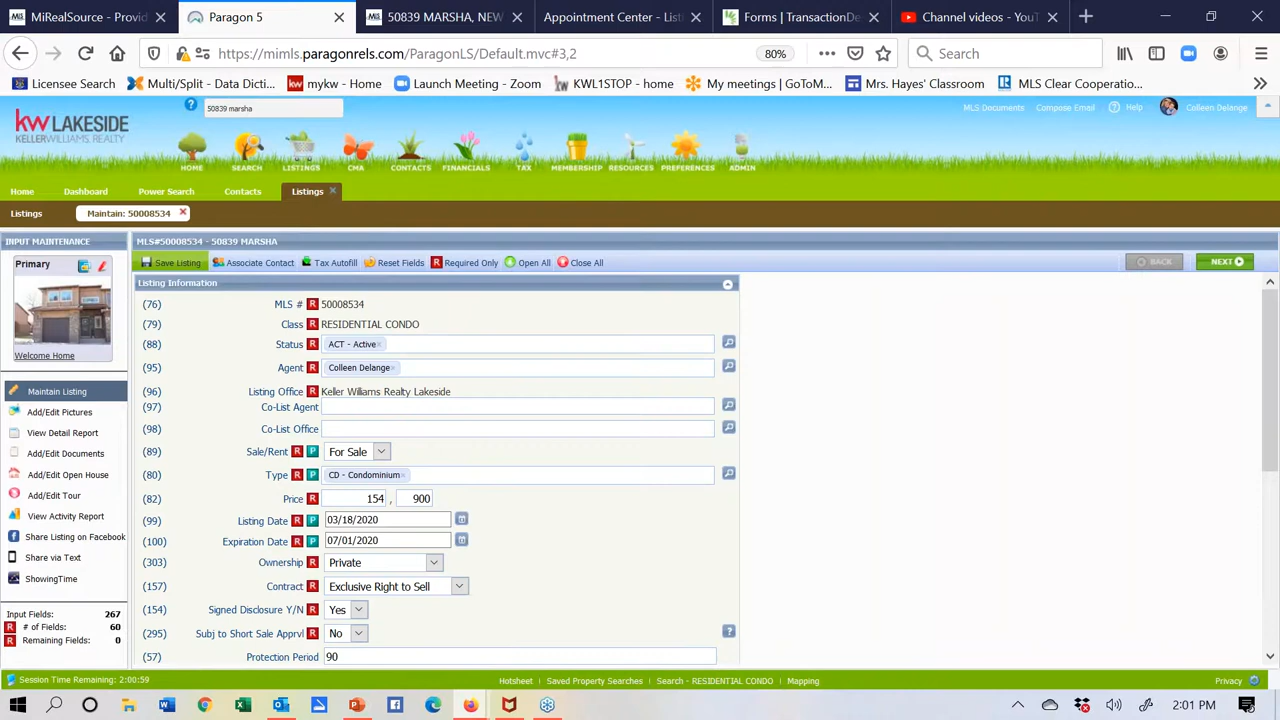 MiRealSource - Provid
Paragon 5
50839 MARSHA, NEW
Appointment Center - List
Forms | TransactionDe
Channel videos - YouT
https://mimls.paragonrels.com/ParagonLS/Default.mvc#3,2
80%
Search
Licensee Search
Multi/Split - Data Dicti...
mykw - Home
Launch Meeting - Zoom
KWL1STOP - home
My meetings | GoToM...
Mrs. Hayes' Classroom
MLS Clear Cooperatio...
50839 marsha
MLS Documents
Compose Email
Help
Colleen Delange
kw LAKESIDE
KELLERWILLIAMS REALTY
HOME
SEARCH
LISTINGS
CMA
CONTACTS
FINANCIALS
TAX
MEMBERSHIP
RESOURCES
PREFERENCES
ADMIN
Home
Dashboard
Power Search
Contacts
Listings
Listings
Maintain: 50008534
INPUT MAINTENANCE
MLS#50008534 - 50839 MARSHA
Primary
Save Listing
Associate Contact
Tax Autofill
Reset Fields
R Required Only
Open All
Close All
BACK
NEXT
Welcome Home
Maintain Listing
Add/Edit Pictures
View Detail Report
Add/Edit Documents
Add/Edit Open House
Add/Edit Tour
View Activity Report
Share Listing on Facebook
Share via Text
ShowingTime
Input Fields: 267
R # of Fields: 60
R Remaining Fields: 0
Listing Information
(76) MLS # R 50008534
(79) Class R RESIDENTIAL CONDO
(88) Status R ACT - Active×
(95) Agent R Colleen Delange×
(96) Listing Office R Keller Williams Realty Lakeside
(97) Co-List Agent
(98) Co-List Office
(89) Sale/Rent R P For Sale
(80) Type R P CD - Condominium×
(82) Price R 154 , 900
(99) Listing Date R P 03/18/2020
(100) Expiration Date R P 07/01/2020
(303) Ownership R Private
(157) Contract R Exclusive Right to Sell
(154) Signed Disclosure Y/N R Yes
(295) Subj to Short Sale Apprvl R No
(57) Protection Period 90
Session Time Remaining: 2:00:59
Hotsheet
Saved Property Searches
Search - RESIDENTIAL CONDO
Mapping
Privacy
2:01 PM